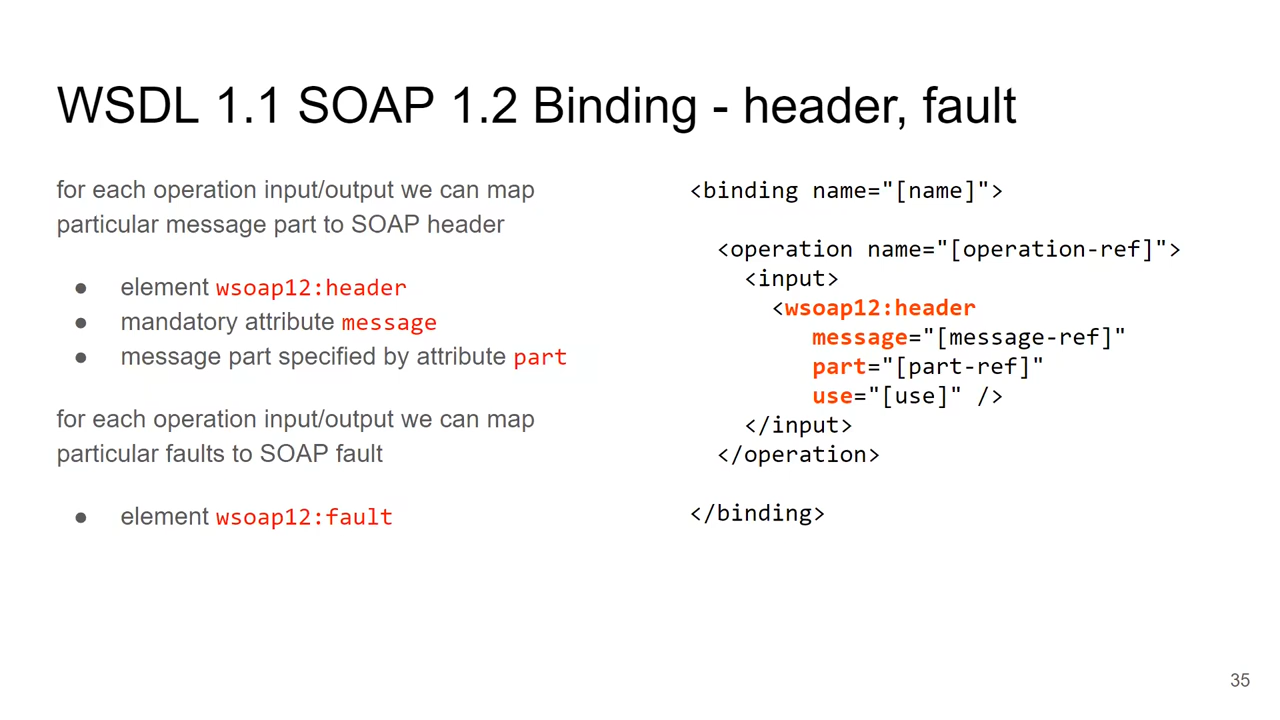 WSDL 1.1 SOAP 1.2 Binding - header, fault
for each operation input/output we can map
particular message part to SOAP header
● element wsoap12:header
● mandatory attribute message
● message part specified by attribute part
for each operation input/output we can map
particular faults to SOAP fault
● element wsoap12:fault
<binding name="[name]">
<operation name="[operation-ref]">
<input>
<wsoap12:header
message="[message-ref]"
part="[part-ref]"
use="[use]" />
</input>
</operation>
</binding>
35